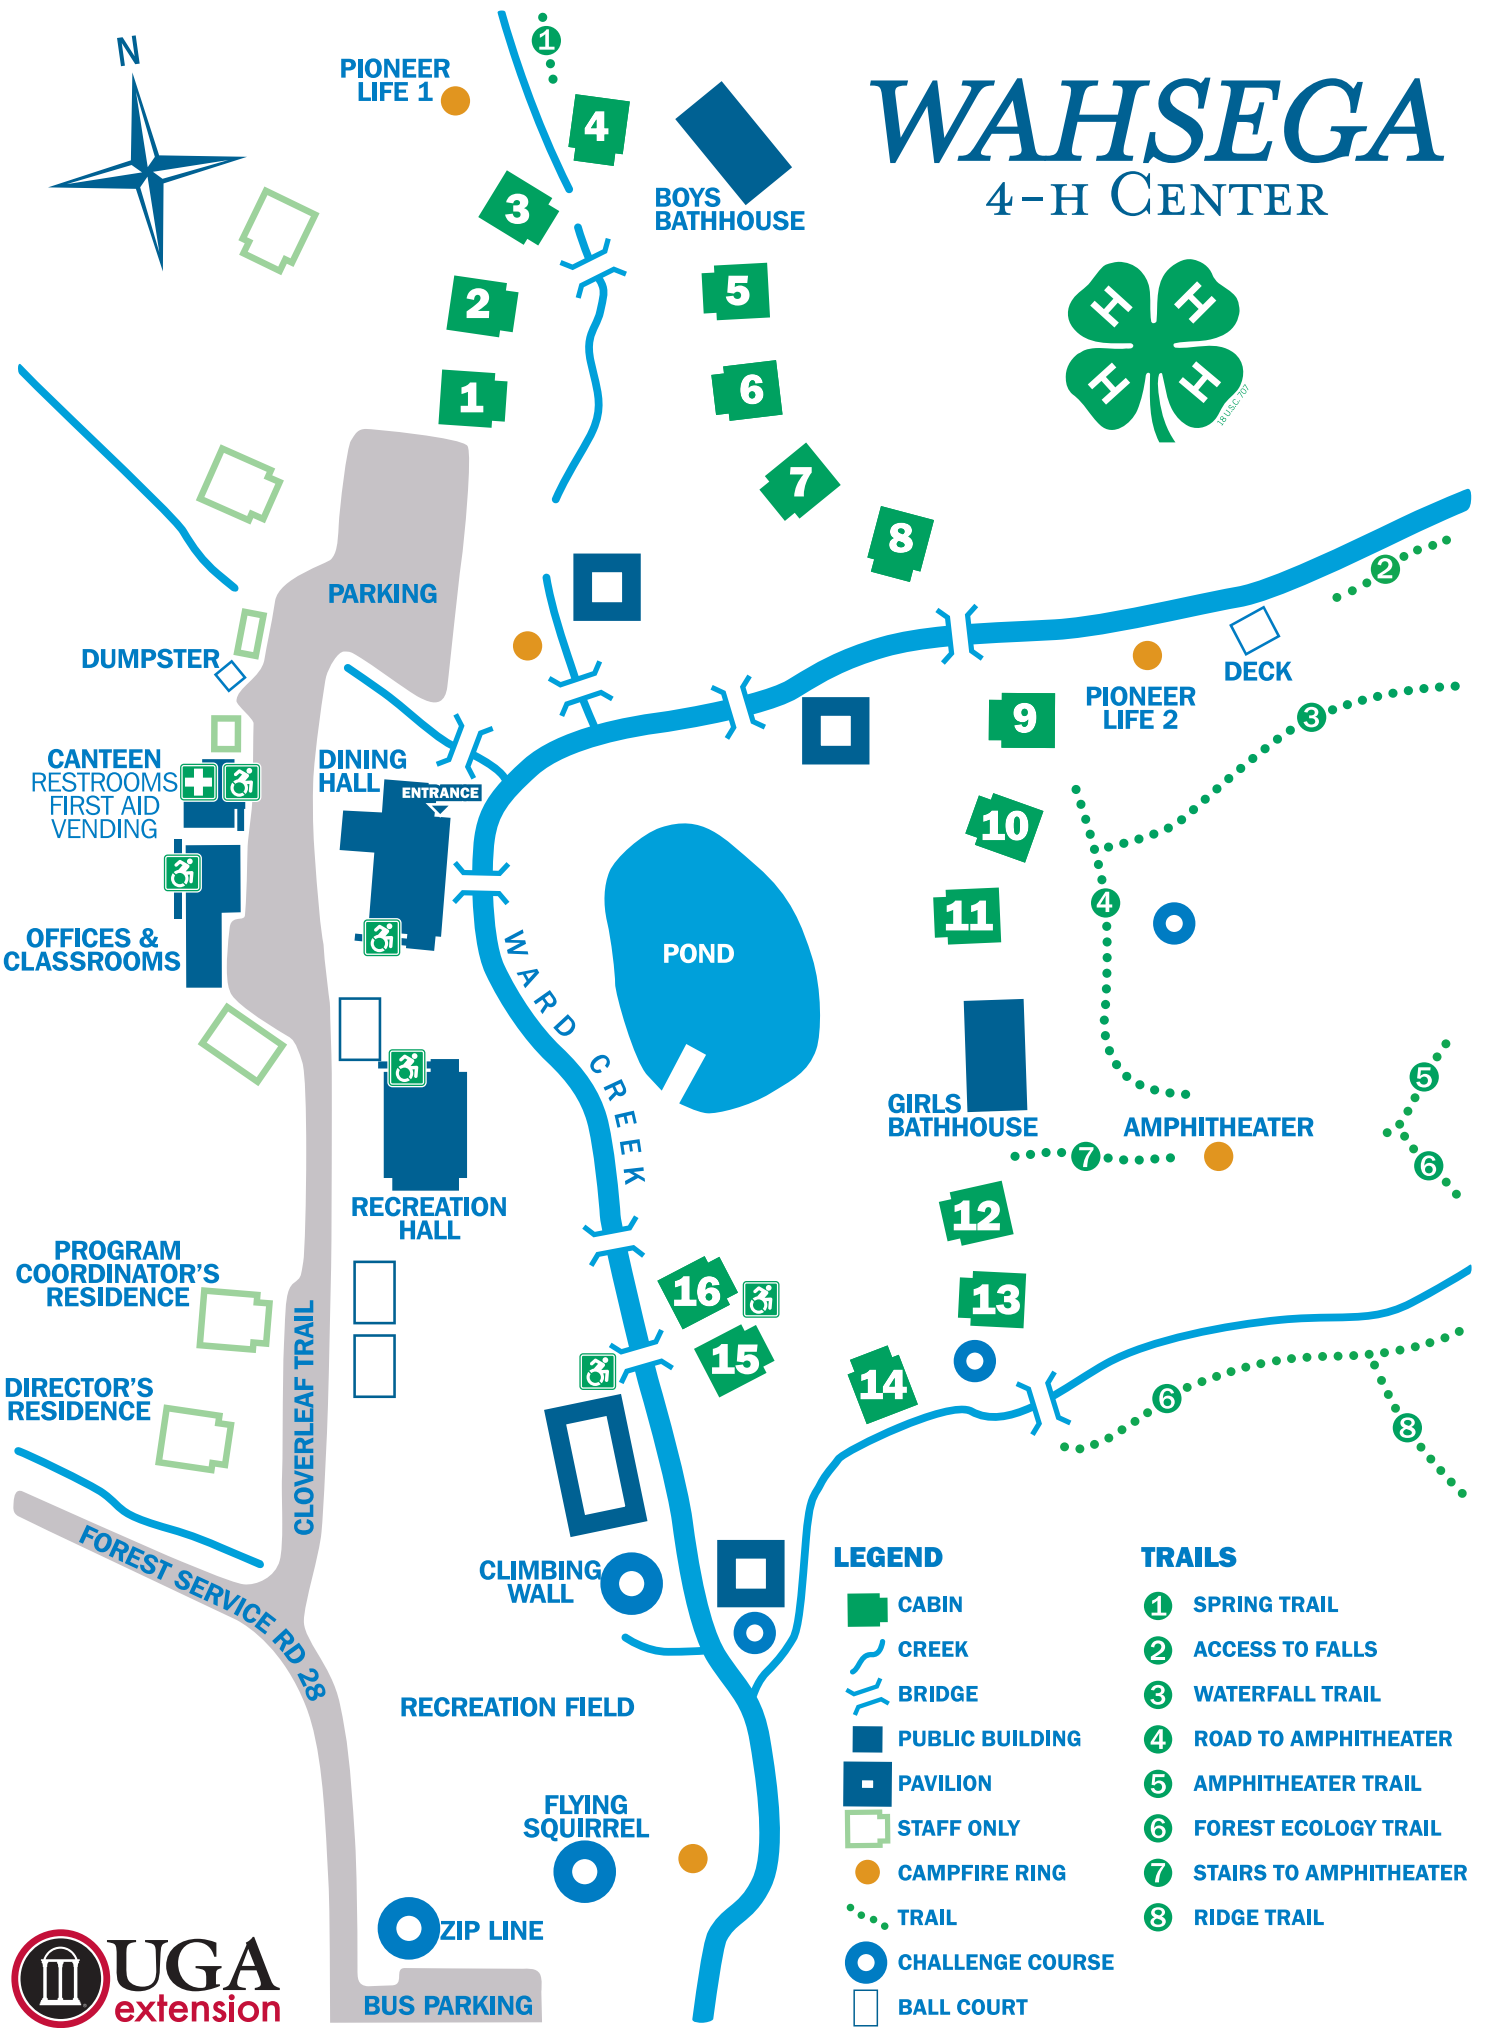 N
1
PIONEER
LIFE 1
4
BOYS
BATHHOUSE
WAHSEGA
4-H CENTER
3
2
1
5
6
7
8
H H
H H
18 U.S.C. 707
PARKING
2
DUMPSTER
DECK
PIONEER
LIFE 2
3
9
CANTEEN
RESTROOMS
FIRST AID
VENDING
DINING
HALL
ENTRANCE
10
4
11
OFFICES &
CLASSROOMS
WARD CREEK
POND
5
GIRLS
BATHHOUSE
AMPHITHEATER
7
6
RECREATION
HALL
12
PROGRAM
COORDINATOR'S
RESIDENCE
16
13
15
14
DIRECTOR'S
RESIDENCE
CLOVERLEAF TRAIL
6
8
FOREST SERVICE RD 28
CLIMBING
WALL
RECREATION FIELD
FLYING
SQUIRREL
ZIP LINE
BUS PARKING
LEGEND
CABIN
CREEK
BRIDGE
PUBLIC BUILDING
PAVILION
STAFF ONLY
CAMPFIRE RING
TRAIL
CHALLENGE COURSE
BALL COURT
TRAILS
1 SPRING TRAIL
2 ACCESS TO FALLS
3 WATERFALL TRAIL
4 ROAD TO AMPHITHEATER
5 AMPHITHEATER TRAIL
6 FOREST ECOLOGY TRAIL
7 STAIRS TO AMPHITHEATER
8 RIDGE TRAIL
UGA
extension